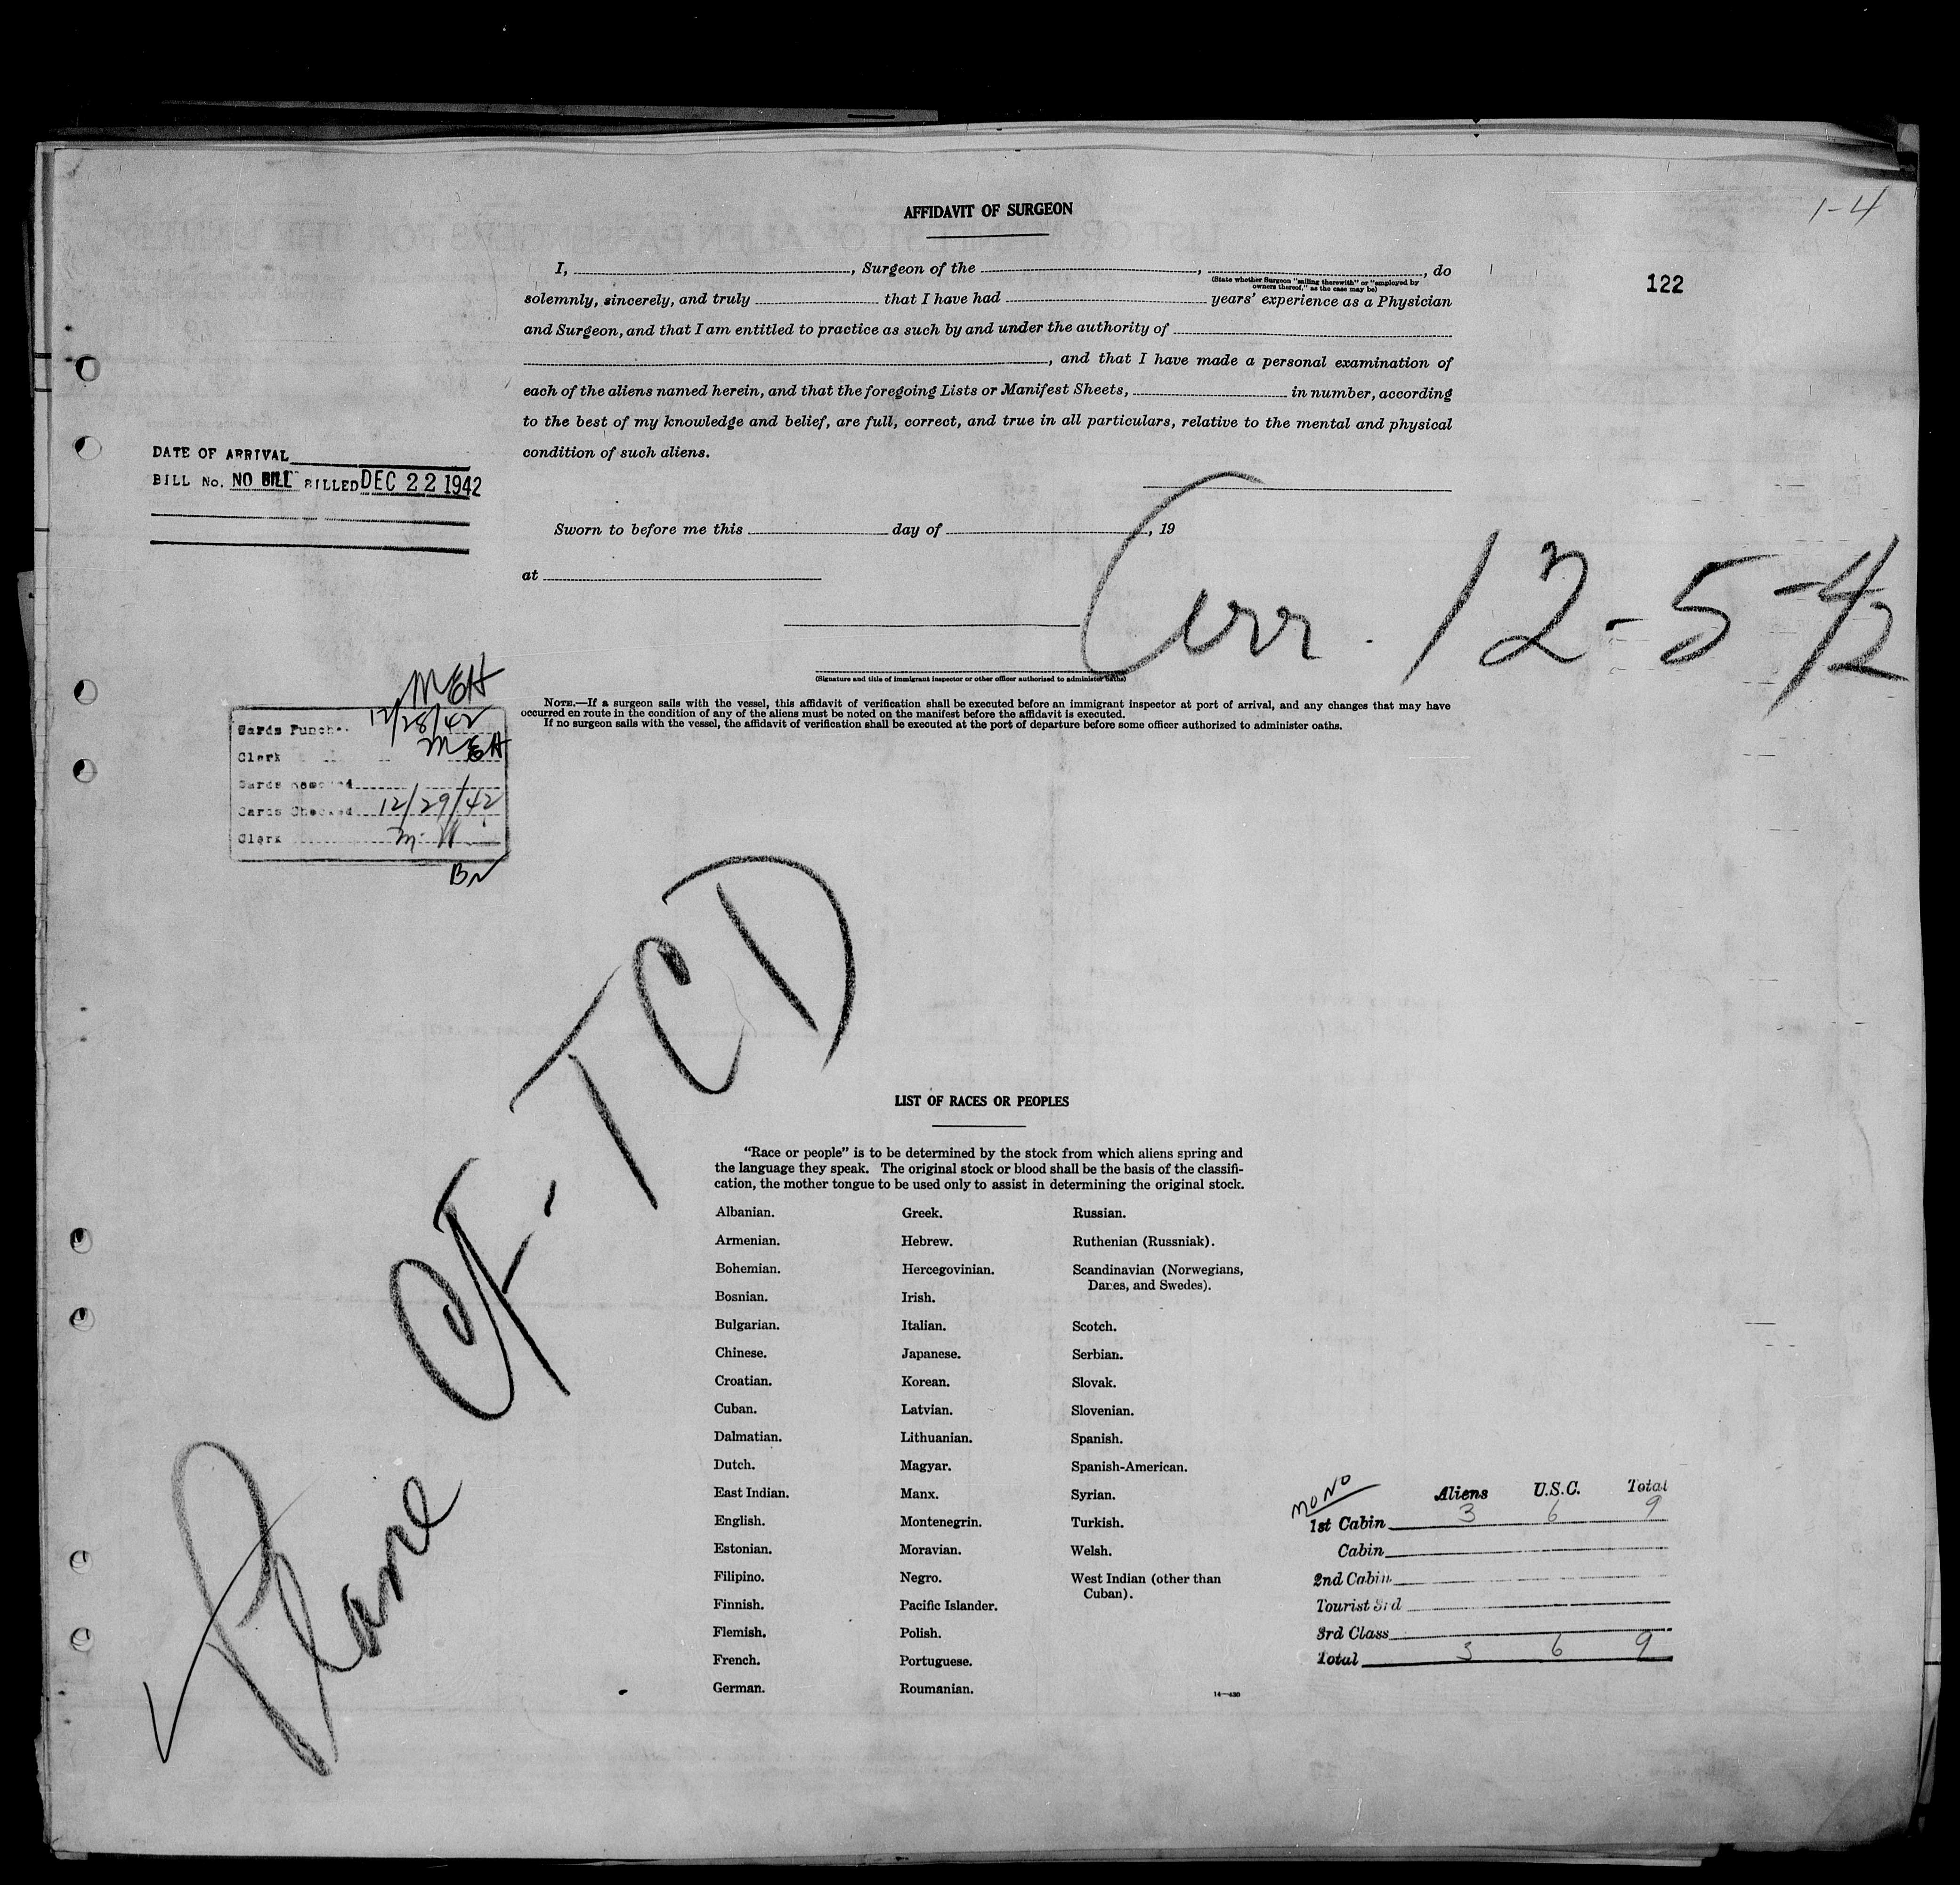 1-4
AFFIDAVIT OF SURGEON
122
I, , Surgeon of the , , do
(State whether Surgeon "sailing therewith" or "employed by
owners thereof," as the case may be)
solemnly, sincerely, and truly that I have had years' experience as a Physician
and Surgeon, and that I am entitled to practice as such by and under the authority of
, and that I have made a personal examination of
each of the aliens named herein, and that the foregoing Lists or Manifest Sheets, in number, according
to the best of my knowledge and belief, are full, correct, and true in all particulars, relative to the mental and physical
condition of such aliens.
DATE OF ARRIVAL
BILL No. NO BILL BILLED DEC 22 1942
Sworn to before me this day of , 19
at
Arr. 12-5-42
(Signature and title of immigrant inspector or other officer authorized to administer oaths)
NOTE.—If a surgeon sails with the vessel, this affidavit of verification shall be executed before an immigrant inspector at port of arrival, and any changes that may have
occurred en route in the condition of any of the aliens must be noted on the manifest before the affidavit is executed.
If no surgeon sails with the vessel, the affidavit of verification shall be executed at the port of departure before some officer authorized to administer oaths.
MEH
Cards Punched 12/28/42
Clerk MEH
Cards
Cards Checked 12/29/42
Clerk
Plane CF-TCD
LIST OF RACES OR PEOPLES
"Race or people" is to be determined by the stock from which aliens spring and
the language they speak. The original stock or blood shall be the basis of the classifi-
cation, the mother tongue to be used only to assist in determining the original stock.
Albanian.
Armenian.
Bohemian.
Bosnian.
Bulgarian.
Chinese.
Croatian.
Cuban.
Dalmatian.
Dutch.
East Indian.
English.
Estonian.
Filipino.
Finnish.
Flemish.
French.
German.
Greek.
Hebrew.
Hercegovinian.
Irish.
Italian.
Japanese.
Korean.
Latvian.
Lithuanian.
Magyar.
Manx.
Montenegrin.
Moravian.
Negro.
Pacific Islander.
Polish.
Portuguese.
Roumanian.
Russian.
Ruthenian (Russniak).
Scandinavian (Norwegians,
Danes, and Swedes).
Scotch.
Serbian.
Slovak.
Slovenian.
Spanish.
Spanish-American.
Syrian.
Turkish.
Welsh.
West Indian (other than
Cuban).
14—430
MONO
Aliens U.S.C. Total
1st Cabin 3 6 9
Cabin
2nd Cabin
Tourist 3rd
3rd Class
Total 3 6 9